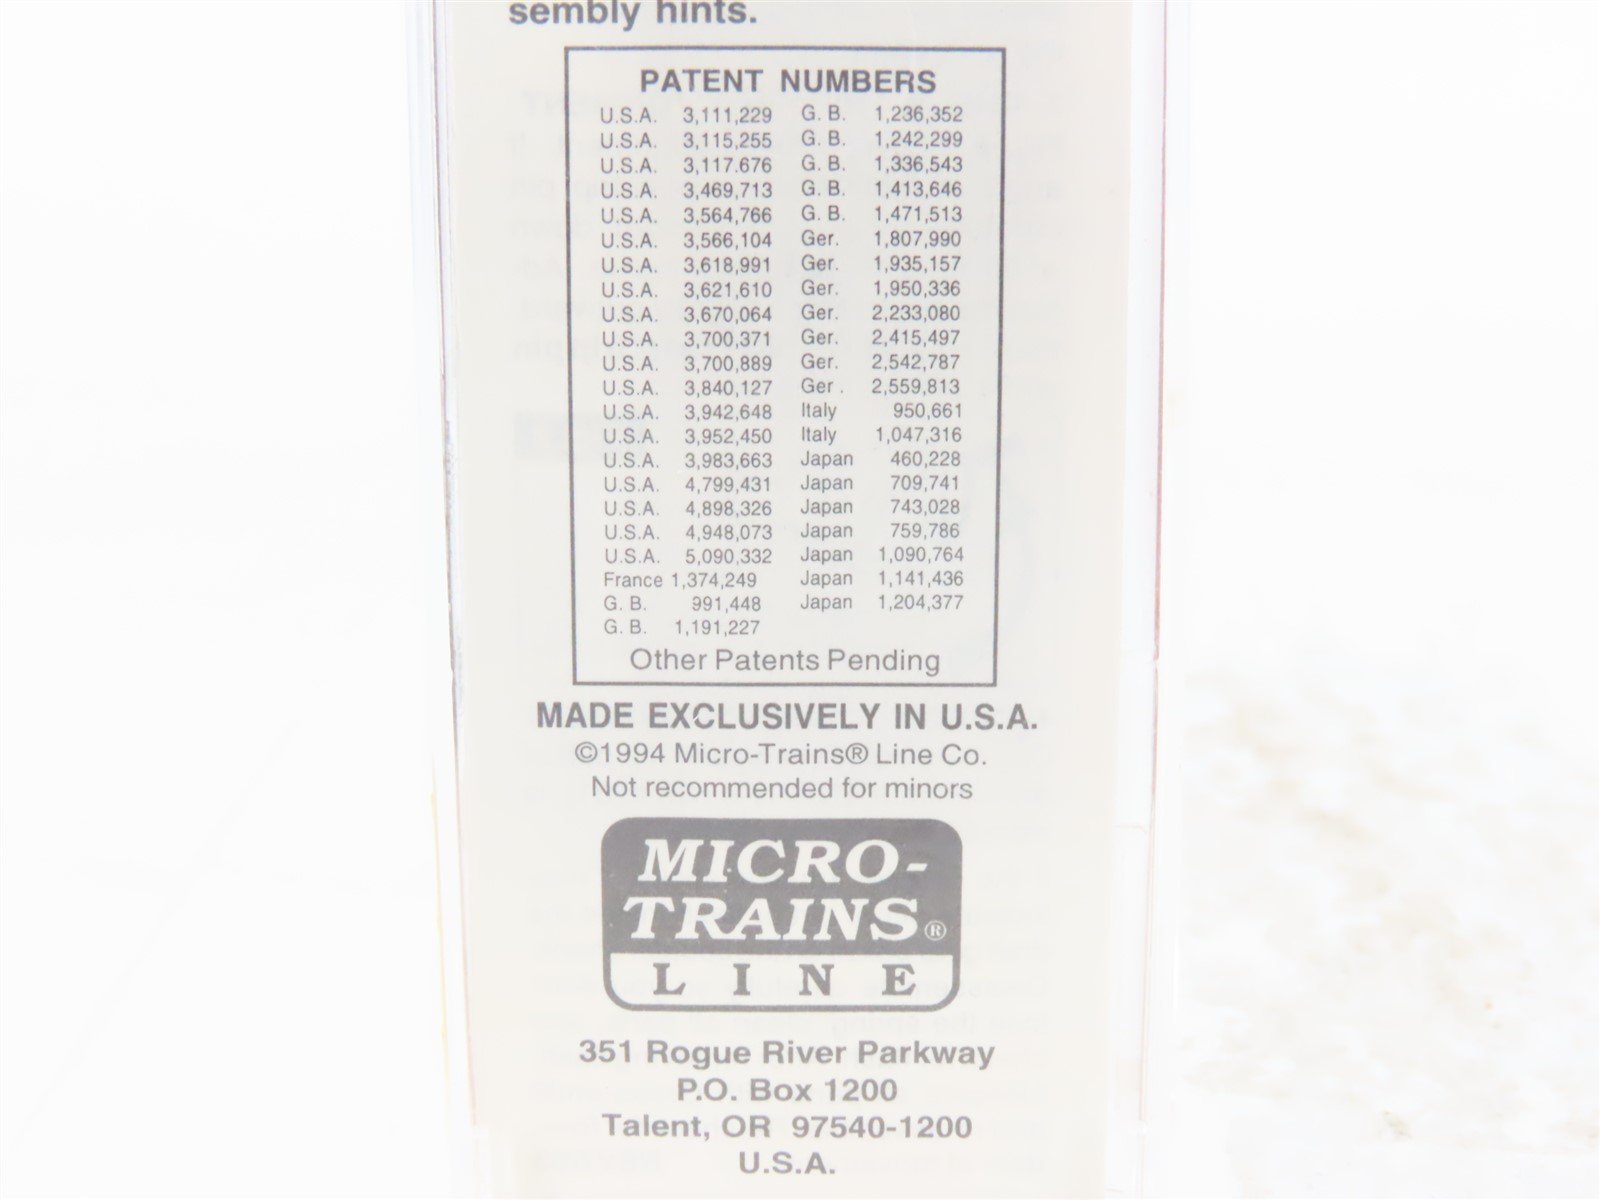 sembly hints.
PATENT NUMBERS
U.S.A. 3,111,229 G. B. 1,236,352
U.S.A. 3,115,255 G. B. 1,242,299
U.S.A. 3,117.676 G. B. 1,336,543
U.S.A. 3,469,713 G. B. 1,413,646
U.S.A. 3,564,766 G. B. 1,471,513
U.S.A. 3,566,104 Ger. 1,807,990
U.S.A. 3,618,991 Ger. 1,935,157
U.S.A. 3,621,610 Ger. 1,950,336
U.S.A. 3,670,064 Ger. 2,233,080
U.S.A. 3,700,371 Ger. 2,415,497
U.S.A. 3,700,889 Ger. 2,542,787
U.S.A. 3,840,127 Ger . 2,559,813
U.S.A. 3,942,648 Italy 950,661
U.S.A. 3,952,450 Italy 1,047,316
U.S.A. 3,983,663 Japan 460,228
U.S.A. 4,799,431 Japan 709,741
U.S.A. 4,898,326 Japan 743,028
U.S.A. 4,948,073 Japan 759,786
U.S.A. 5,090,332 Japan 1,090,764
France 1,374,249 Japan 1,141,436
G. B. 991,448 Japan 1,204,377
G. B. 1,191,227
Other Patents Pending
MADE EXCLUSIVELY IN U.S.A.
©1994 Micro-Trains® Line Co.
Not recommended for minors
MICRO-
TRAINS®
LINE
351 Rogue River Parkway
P.O. Box 1200
Talent, OR 97540-1200
U.S.A.